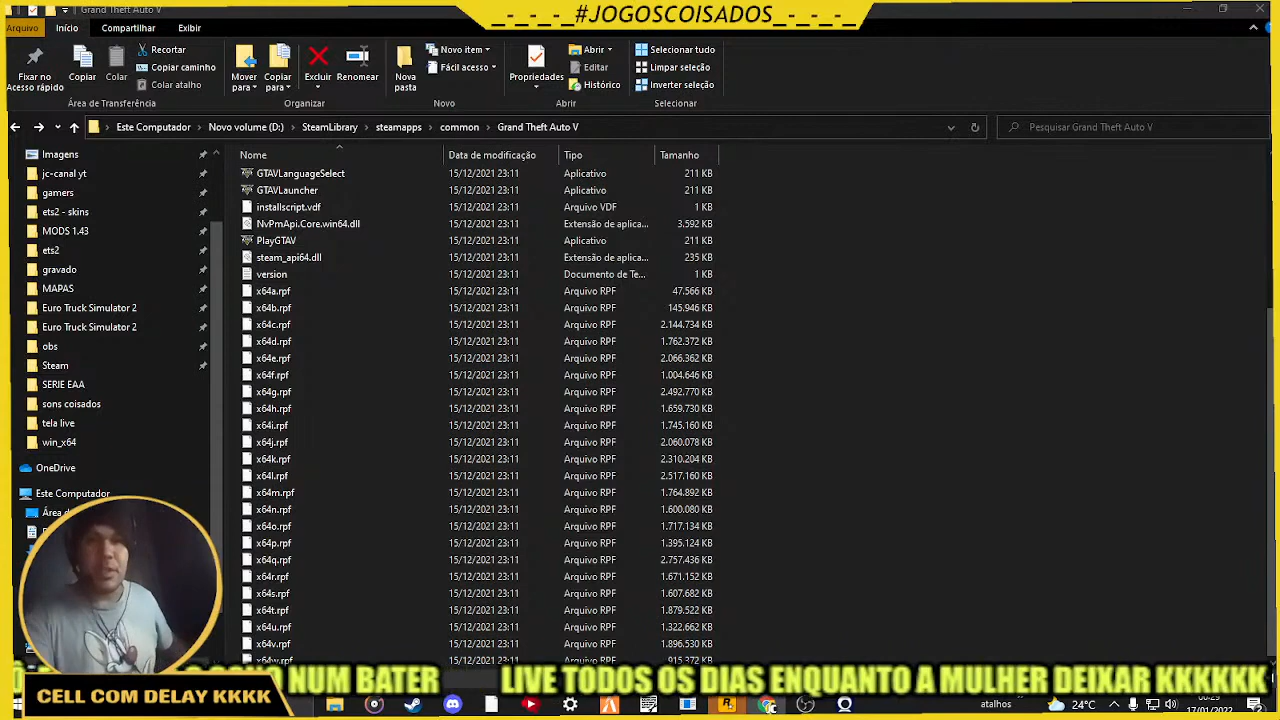 Grand Theft Auto V
_-_-_-_#JOGOSCOISADOS_-_-_-_
Arquivo Início Compartilhar Exibir
Fixar no Acesso rápido
Copiar
Colar
Recortar
Copiar caminho
Colar atalho
Mover para
Copiar para
Excluir
Renomear
Nova pasta
Novo item
Fácil acesso
Propriedades
Abrir
Editar
Histórico
Selecionar tudo
Limpar seleção
Inverter seleção
Área de Transferência Organizar Novo Abrir Selecionar
Este Computador > Novo volume (D:) > SteamLibrary > steamapps > common > Grand Theft Auto V
Pesquisar Grand Theft Auto V
Imagens
jc-canal yt
gamers
ets2 - skins
MODS 1.43
ets2
gravado
MAPAS
Euro Truck Simulator 2
Euro Truck Simulator 2
obs
Steam
SERIE EAA
sons coisados
tela live
win_x64
OneDrive
Este Computador
Nome Data de modificação Tipo Tamanho
GTAVLanguageSelect 15/12/2021 23:11 Aplicativo 211 KB
GTAVLauncher 15/12/2021 23:11 Aplicativo 211 KB
installscript.vdf 15/12/2021 23:11 Arquivo VDF 1 KB
NvPmApi.Core.win64.dll 15/12/2021 23:11 Extensão de aplica... 3.592 KB
PlayGTAV 15/12/2021 23:11 Aplicativo 211 KB
steam_api64.dll 15/12/2021 23:11 Extensão de aplica... 235 KB
version 15/12/2021 23:11 Documento de Te... 1 KB
x64a.rpf 15/12/2021 23:11 Arquivo RPF 47.566 KB
x64b.rpf 15/12/2021 23:11 Arquivo RPF 145.946 KB
x64c.rpf 15/12/2021 23:11 Arquivo RPF 2.144.734 KB
x64d.rpf 15/12/2021 23:11 Arquivo RPF 1.762.372 KB
x64e.rpf 15/12/2021 23:11 Arquivo RPF 2.066.362 KB
x64f.rpf 15/12/2021 23:11 Arquivo RPF 1.004.646 KB
x64g.rpf 15/12/2021 23:11 Arquivo RPF 2.492.770 KB
x64h.rpf 15/12/2021 23:11 Arquivo RPF 1.659.730 KB
x64i.rpf 15/12/2021 23:11 Arquivo RPF 1.745.160 KB
x64j.rpf 15/12/2021 23:11 Arquivo RPF 2.060.078 KB
x64k.rpf 15/12/2021 23:11 Arquivo RPF 2.310.204 KB
x64l.rpf 15/12/2021 23:11 Arquivo RPF 2.517.160 KB
x64m.rpf 15/12/2021 23:11 Arquivo RPF 1.764.892 KB
x64n.rpf 15/12/2021 23:11 Arquivo RPF 1.600.080 KB
x64o.rpf 15/12/2021 23:11 Arquivo RPF 1.717.134 KB
x64p.rpf 15/12/2021 23:11 Arquivo RPF 1.395.124 KB
x64q.rpf 15/12/2021 23:11 Arquivo RPF 2.757.436 KB
x64r.rpf 15/12/2021 23:11 Arquivo RPF 1.671.152 KB
x64s.rpf 15/12/2021 23:11 Arquivo RPF 1.607.682 KB
x64t.rpf 15/12/2021 23:11 Arquivo RPF 1.879.522 KB
x64u.rpf 15/12/2021 23:11 Arquivo RPF 1.322.662 KB
x64v.rpf 15/12/2021 23:11 Arquivo RPF 1.896.530 KB
x64w.rpf 15/12/2021 23:11 Arquivo RPF 915.372 KB
NUM BATER LIVE TODOS OS DIAS ENQUANTO A MULHER DEIXAR KKKKKK
CELL COM DELAY KKKK
24°C
atalhos
00:29
17/01/2022